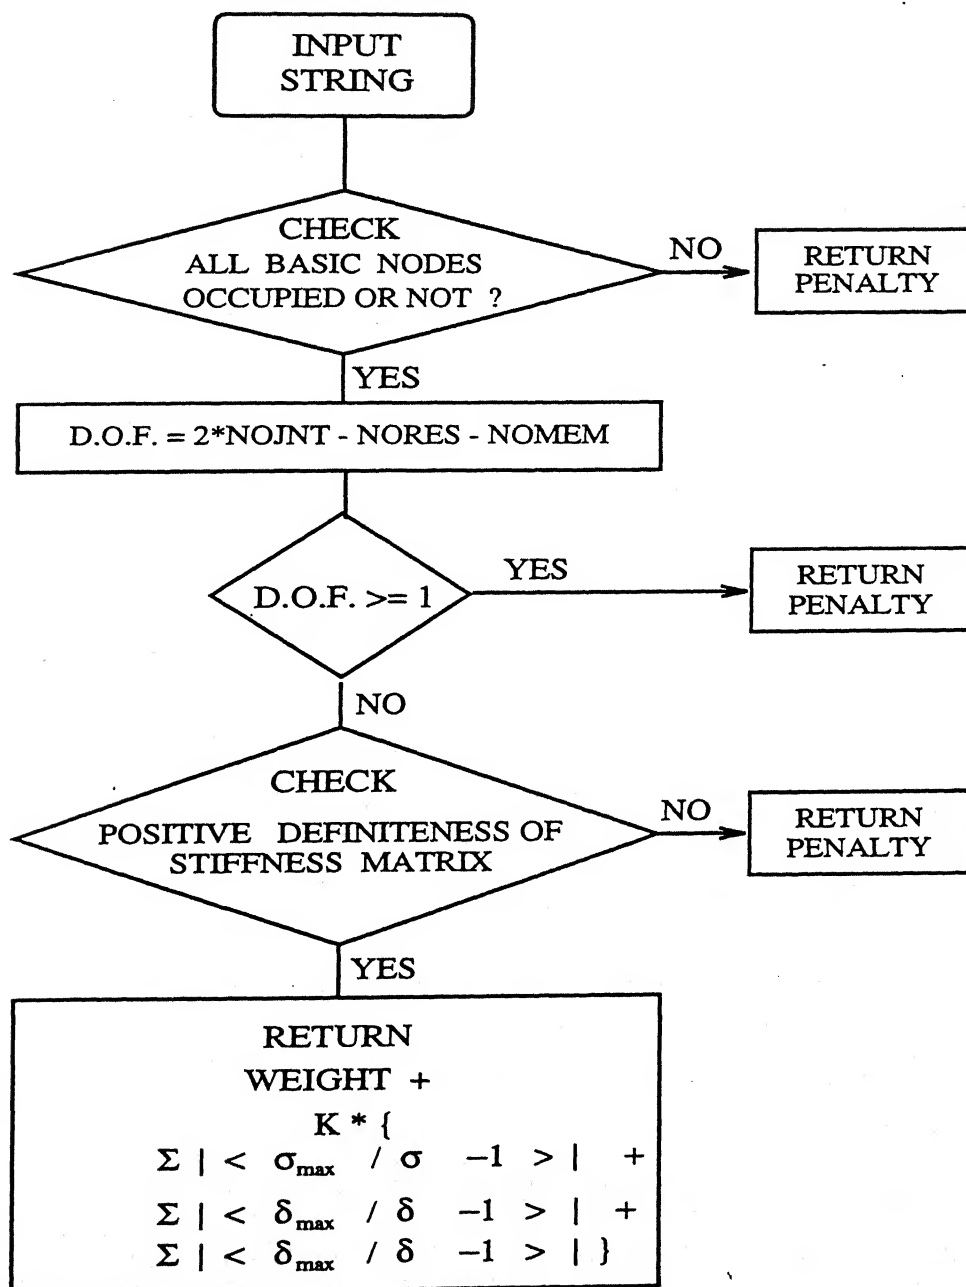 INPUT
STRING
CHECK
ALL BASIC NODES
OCCUPIED OR NOT ?
NO
RETURN
PENALTY
YES
D.O.F. = 2*NOJNT - NORES - NOMEM
D.O.F. >= 1
YES
RETURN
PENALTY
NO
CHECK
POSITIVE DEFINITENESS OF
STIFFNESS MATRIX
NO
RETURN
PENALTY
YES
RETURN
WEIGHT +
K * {
Σ | < σmax / σ −1 > | +
Σ | < δmax / δ −1 > | +
Σ | < δmax / δ −1 > | }